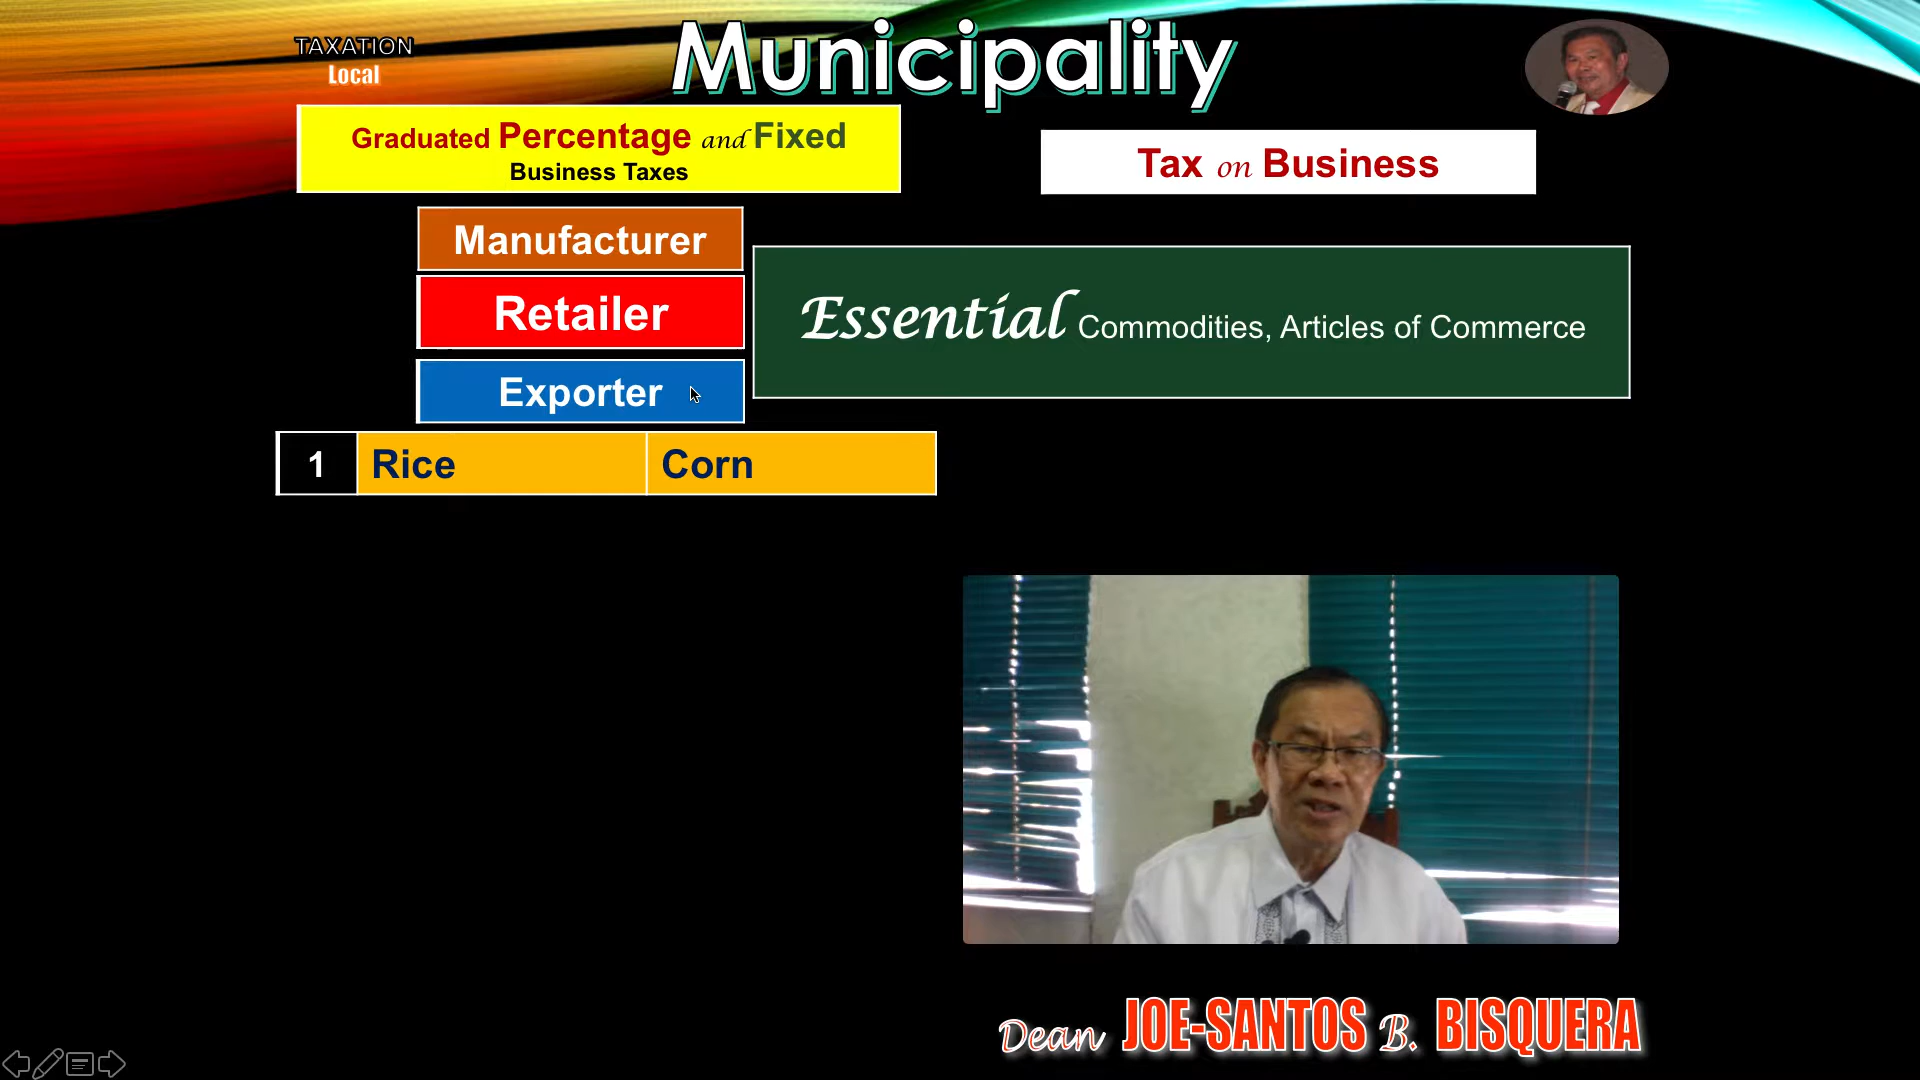 TAXATION
Local
Municipality
Graduated Percentage and Fixed
Business Taxes
Tax on Business
Manufacturer
Retailer
Exporter
Essential Commodities, Articles of Commerce
1 Rice Corn
Dean JOE-SANTOS B. BISQUERA